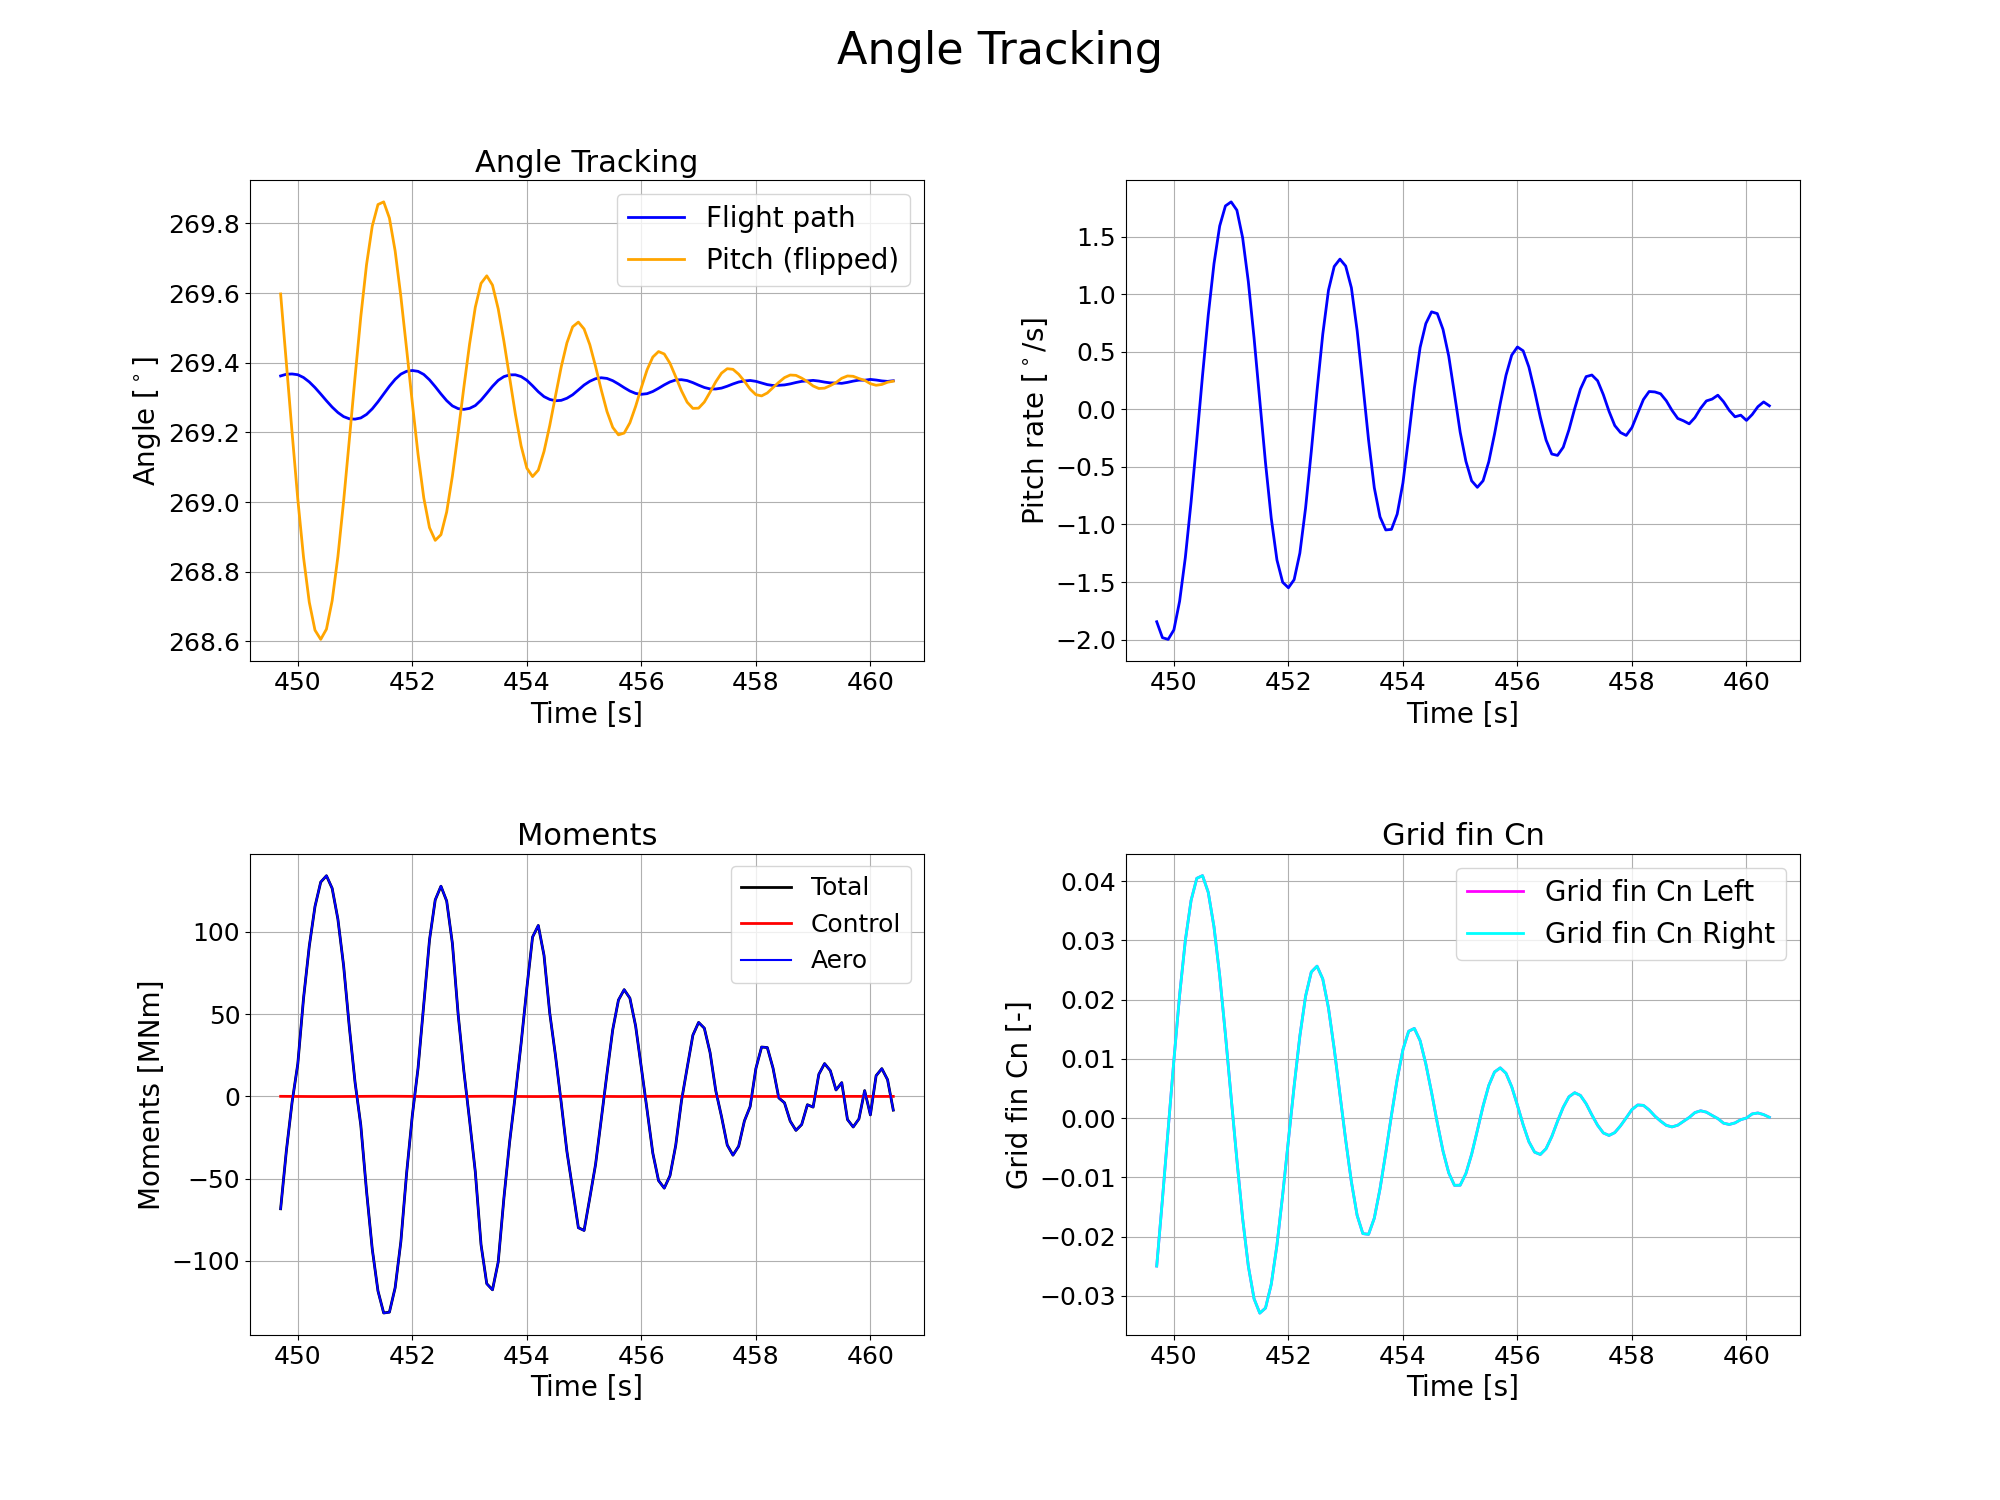 Angle Tracking
Angle Tracking
Flight path
Pitch (flipped)
269.8
269.6
269.4
269.2
269.0
268.8
268.6
Angle [°]
450 452 454 456 458 460
Time [s]
1.5
1.0
0.5
0.0
−0.5
−1.0
−1.5
−2.0
Pitch rate [°/s]
450 452 454 456 458 460
Time [s]
Moments
Total
Control
Aero
100
50
0
−50
−100
Moments [MNm]
450 452 454 456 458 460
Time [s]
Grid fin Cn
Grid fin Cn Left
Grid fin Cn Right
0.04
0.03
0.02
0.01
0.00
−0.01
−0.02
−0.03
Grid fin Cn [-]
450 452 454 456 458 460
Time [s]